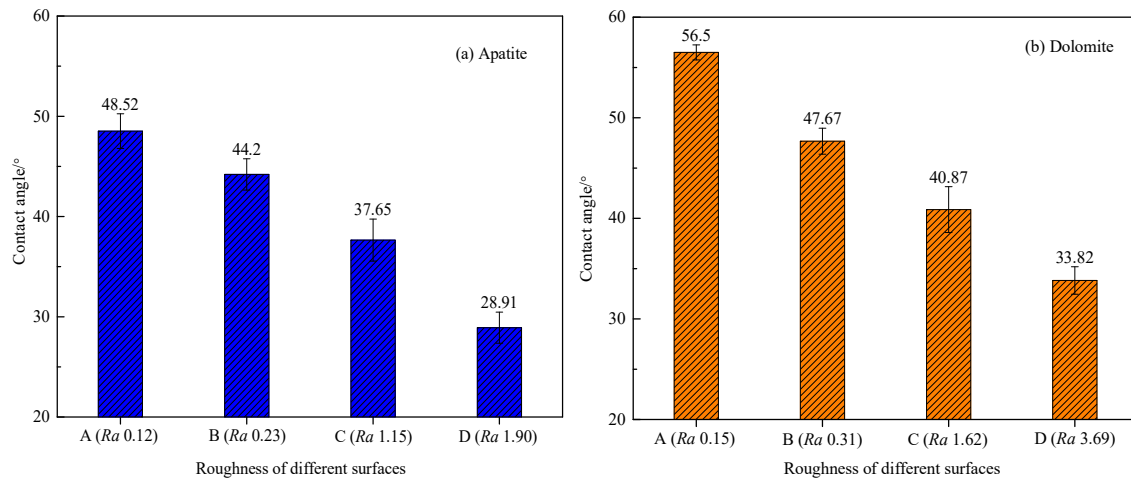 60
50
40
30
20
Contact angle/°
(a) Apatite
48.52
44.2
37.65
28.91
A (Ra 0.12)
B (Ra 0.23)
C (Ra 1.15)
D (Ra 1.90)
Roughness of different surfaces
60
50
40
30
20
Contact angle/°
(b) Dolomite
56.5
47.67
40.87
33.82
A (Ra 0.15)
B (Ra 0.31)
C (Ra 1.62)
D (Ra 3.69)
Roughness of different surfaces